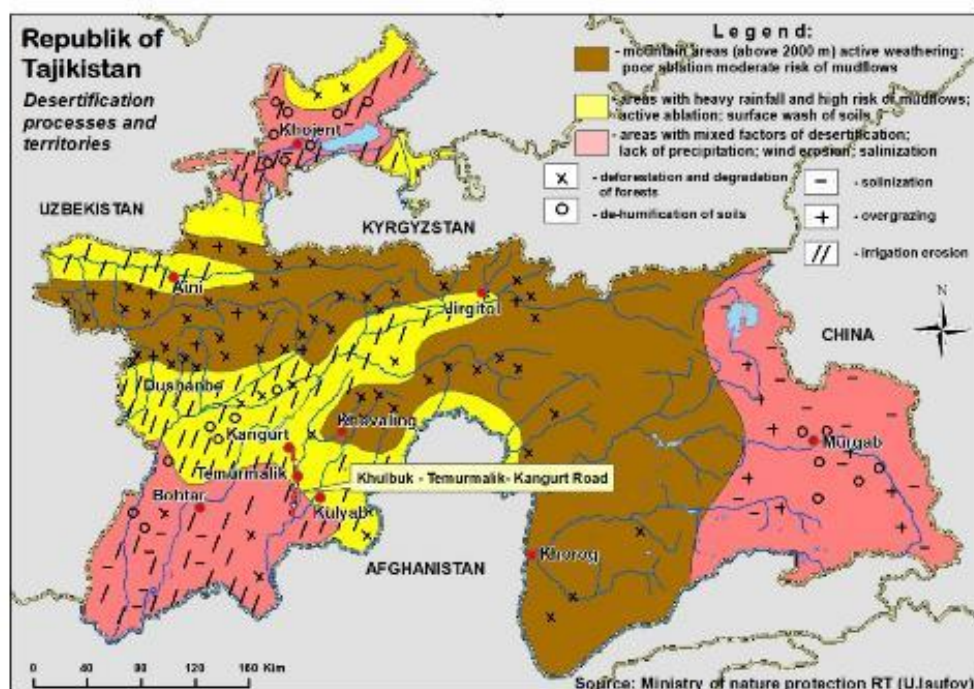 Republik of
Tajikistan
Desertification
processes and
territories
Legend:
- mountain areas (above 2000 m) active weathering;
poor ablation moderate risk of mudflows
- areas with heavy rainfall and high risk of mudflows;
active ablation; surface wash of soils
- areas with mixed factors of desertification;
lack of precipitation; wind erosion; salinization
x - deforestation and degradation
of forests
o - de-humification of soils
- - solinization
+ - overgrazing
// - irrigation erosion
Khojent
UZBEKISTAN
KYRGYZSTAN
Aini
Jirgitol
N
CHINA
Dushanbe
Khovaling
Kangurt
Murgab
Temurmalik
Khulbuk - Temurmalik- Kangurt Road
Bohtar
Kulyab
Khorog
AFGHANISTAN
0 40 80 120 160 Km
Source: Ministry of nature protection RT (U.Isufov)